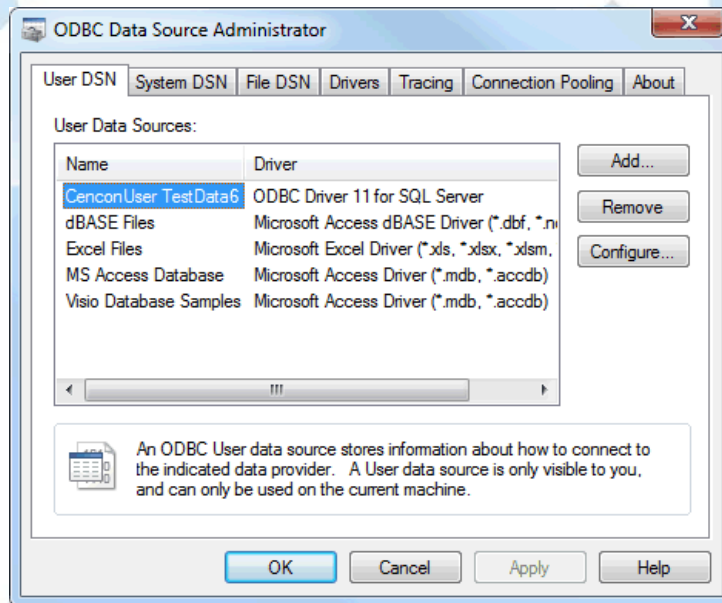 ODBC Data Source Administrator
User DSN System DSN File DSN Drivers Tracing Connection Pooling About
User Data Sources:
Name Driver
CenconUser TestData6 ODBC Driver 11 for SQL Server
dBASE Files Microsoft Access dBASE Driver (*.dbf, *.n
Excel Files Microsoft Excel Driver (*.xls, *.xlsx, *.xlsm,
MS Access Database Microsoft Access Driver (*.mdb, *.accdb)
Visio Database Samples Microsoft Access Driver (*.mdb, *.accdb)
Add...
Remove
Configure...
An ODBC User data source stores information about how to connect to
the indicated data provider. A User data source is only visible to you,
and can only be used on the current machine.
OK Cancel Apply Help